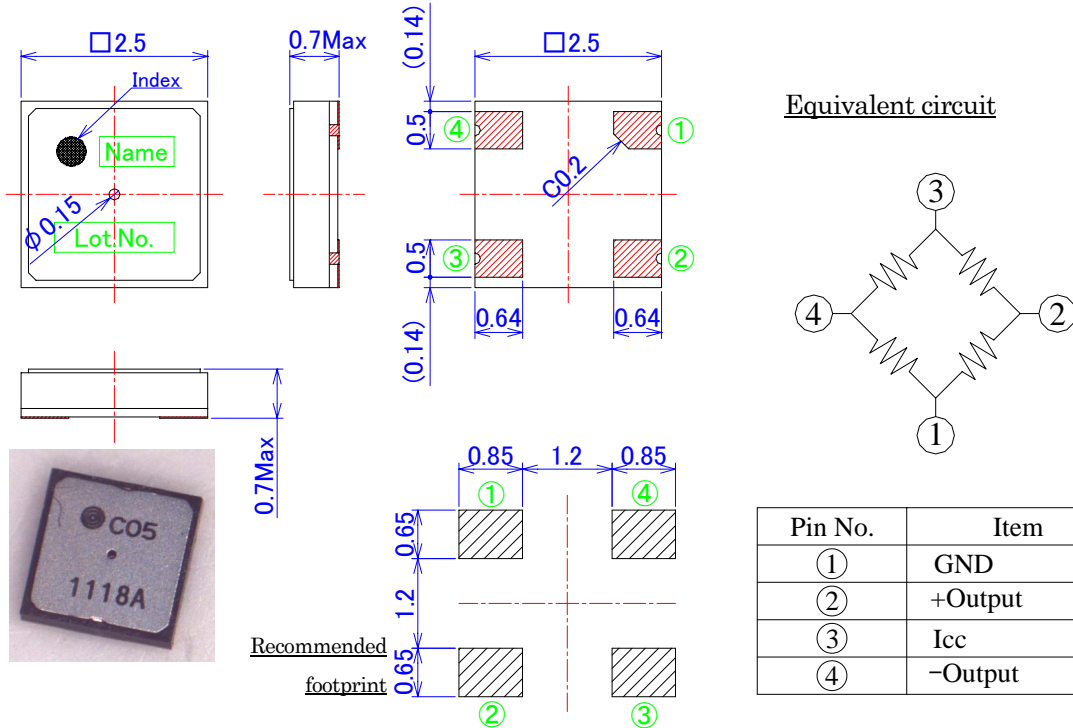 □2.5
Index
Name
φ0.15
Lot.No.
0.7Max
0.7Max
C05
1118A
(0.14)
□2.5
0.5
④
①
C0.2
0.5
③
②
(0.14)
0.64
0.64
0.85
1.2
0.85
①
④
0.65
1.2
0.65
②
③
Recommended
footprint
Equivalent circuit
③
④
②
①
Pin No. Item
① GND
② +Output
③ Icc
④ −Output